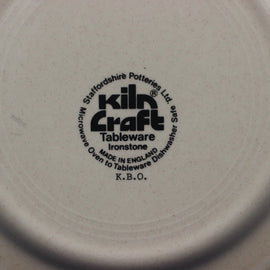 Staffordshire Potteries Ltd.
Kiln
Craft®
Tableware
Ironstone
MADE IN ENGLAND
Microwave Oven to Tableware Dishwasher Safe
K.B.O.